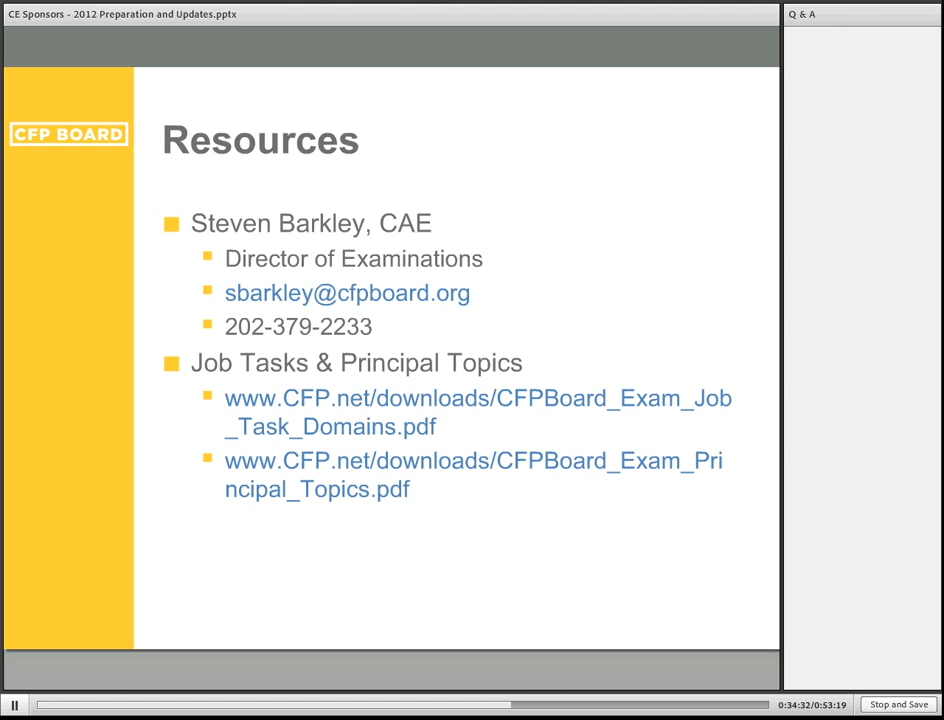 CE Sponsors - 2012 Preparation and Updates.pptx
Q & A
CFP BOARD
Resources
Steven Barkley, CAE
Director of Examinations
sbarkley@cfpboard.org
202-379-2233
Job Tasks & Principal Topics
www.CFP.net/downloads/CFPBoard_Exam_Job
_Task_Domains.pdf
www.CFP.net/downloads/CFPBoard_Exam_Pri
ncipal_Topics.pdf
0:34:32/0:53:19
Stop and Save